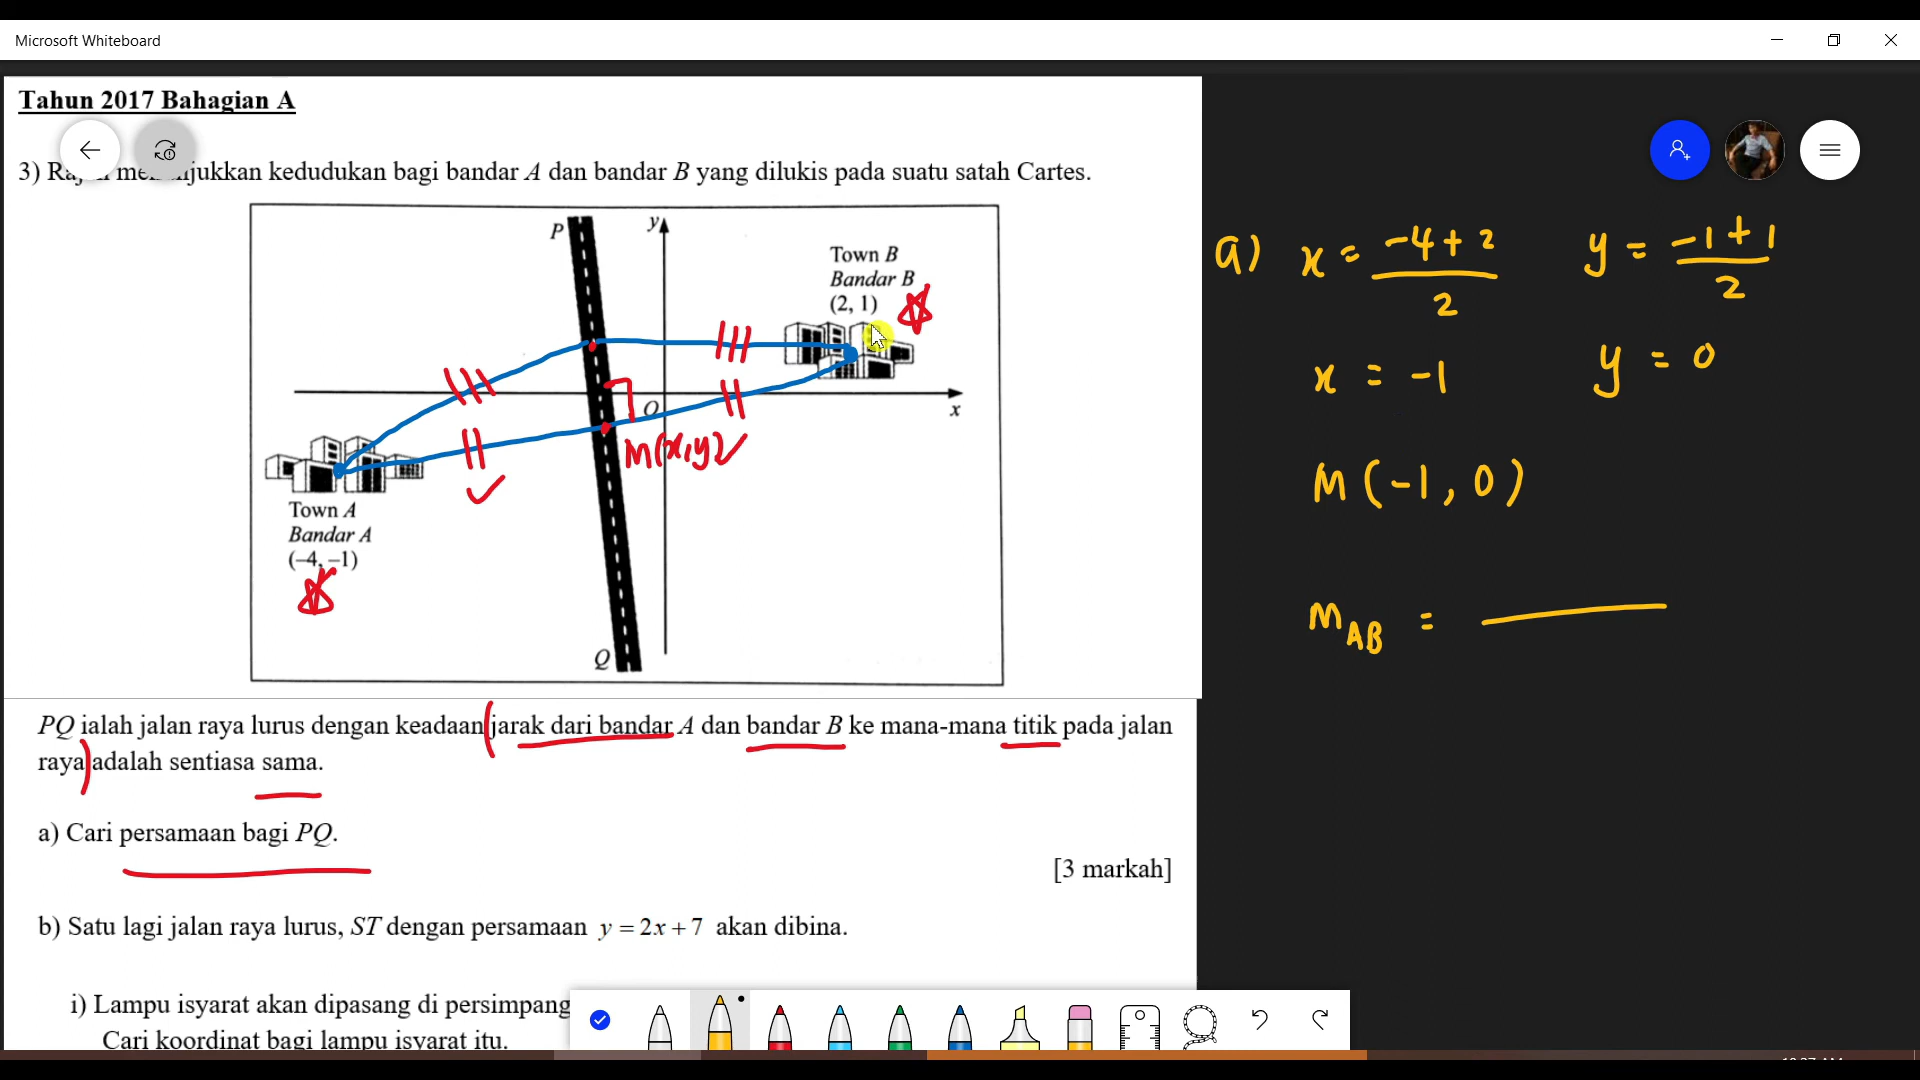 Microsoft Whiteboard
Tahun 2017 Bahagian A
3) kedudukan bagi bandar A dan bandar B yang dilukis pada suatu satah Cartes.
P
y
Town B
Bandar B
(2, 1)
O
x
M(x,y)
Town A
Bandar A
(–4, –1)
Q
PQ ialah jalan raya lurus dengan keadaan jarak dari bandar A dan bandar B ke mana-mana titik pada jalan
raya adalah sentiasa sama.
a) Cari persamaan bagi PQ.
[3 markah]
b) Satu lagi jalan raya lurus, ST dengan persamaan y = 2x + 7 akan dibina.
i) Lampu isyarat akan dipasang di persimpang
Cari koordinat bagi lampu isyarat itu.
a) x = (-4+2)/2 y = (-1+1)/2
x = -1 y = 0
M (-1, 0)
m_AB =